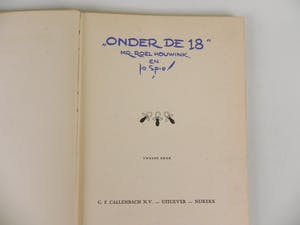 „ONDER DE 18"
MR. ROEL HOUWINK
EN
Jo Spier
TWEEDE DRUK
G. F. CALLENBACH N.V. — UITGEVER — NIJKERK